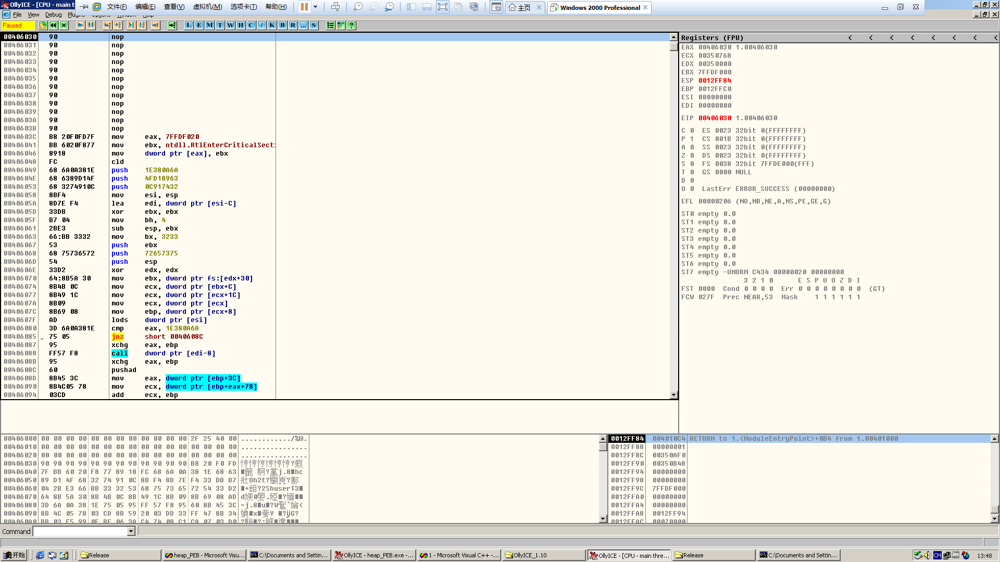 OllyICE - [CPU - main t
文件(F) 编辑(E) 查看(V) 虚拟机(M) 选项卡(T) 帮助(H) 主页 Windows 2000 Professional
File View Debug Plugins Options Window Help
Paused L E M T W H C / K B R ... S ?
00406030 90 nop
00406031 90 nop
00406032 90 nop
00406033 90 nop
00406034 90 nop
00406035 90 nop
00406036 90 nop
00406037 90 nop
00406038 90 nop
00406039 90 nop
0040603A 90 nop
0040603B 90 nop
0040603C B8 20F0FD7F mov eax, 7FFDF020
00406041 BB 6020F877 mov ebx, ntdll.RtlEnterCriticalSecti
00406046 8918 mov dword ptr [eax], ebx
00406048 FC cld
00406049 68 6A0A381E push 1E380A6A
0040604E 68 6389D14F push 4FD18963
00406053 68 3274910C push 0C917432
00406058 8BF4 mov esi, esp
0040605A 8D7E F4 lea edi, dword ptr [esi-C]
0040605D 33DB xor ebx, ebx
0040605F B7 04 mov bh, 4
00406061 2BE3 sub esp, ebx
00406063 66:BB 3332 mov bx, 3233
00406067 53 push ebx
00406068 68 75736572 push 72657375
0040606D 54 push esp
0040606E 33D2 xor edx, edx
00406070 64:8B5A 30 mov ebx, dword ptr fs:[edx+30]
00406074 8B4B 0C mov ecx, dword ptr [ebx+C]
00406077 8B49 1C mov ecx, dword ptr [ecx+1C]
0040607A 8B09 mov ecx, dword ptr [ecx]
0040607C 8B69 08 mov ebp, dword ptr [ecx+8]
0040607F AD lods dword ptr [esi]
00406080 3D 6A0A381E cmp eax, 1E380A6A
00406085 75 05 jnz short 0040608C
00406087 95 xchg eax, ebp
00406088 FF57 F8 call dword ptr [edi-8]
0040608B 95 xchg eax, ebp
0040608C 60 pushad
0040608D 8B45 3C mov eax, dword ptr [ebp+3C]
00406090 8B4C05 78 mov ecx, dword ptr [ebp+eax+78]
00406094 03CD add ecx, ebp
Registers (FPU) < < < < < < < <
EAX 00406030 1.00406030
ECX 00350768
EDX 00350000
EBX 7FFDF000
ESP 0012FF84
EBP 0012FFC0
ESI 00000000
EDI 00000000
EIP 00406030 1.00406030
C 0 ES 0023 32bit 0(FFFFFFFF)
P 1 CS 001B 32bit 0(FFFFFFFF)
A 0 SS 0023 32bit 0(FFFFFFFF)
Z 0 DS 0023 32bit 0(FFFFFFFF)
S 0 FS 0038 32bit 7FFDE000(FFF)
T 0 GS 0000 NULL
D 0
O 0 LastErr ERROR_SUCCESS (00000000)
EFL 00000206 (NO,NB,NE,A,NS,PE,GE,G)
ST0 empty 0.0
ST1 empty 0.0
ST2 empty 0.0
ST3 empty 0.0
ST4 empty 0.0
ST5 empty 0.0
ST6 empty 0.0
ST7 empty -UNORM C434 00000020 00000000
3 2 1 0 E S P U O Z D I
FST 0000 Cond 0 0 0 0 Err 0 0 0 0 0 0 0 0 (GT)
FCW 027F Prec NEAR,53 Mask 1 1 1 1 1 1
00406000 00 00 00 00 00 00 00 00 00 00 00 00 2F 25 40 00 ............/%@.
00406010 00 00 00 00 00 00 00 00 00 00 00 00 00 00 00 00 ................
00406020 00 00 00 00 00 00 00 00 00 00 00 00 00 00 00 00 ................
00406030 90 90 90 90 90 90 90 90 90 90 90 90 B8 20 F0 FD
00406040 7F BB 60 20 F8 77 89 18 FC 68 6A 0A 38 1E 68 63
00406050 89 D1 4F 68 32 74 91 0C 8B F4 8D 7E F4 33 DB B7
00406060 04 2B E3 66 BB 33 32 53 68 75 73 65 72 54 33 D2
00406070 64 8B 5A 30 8B 4B 0C 8B 49 1C 8B 09 8B 69 08 AD
00406080 3D 6A 0A 38 1E 75 05 95 FF 57 F8 95 60 8B 45 3C
00406090 8B 4C 05 78 03 CD 8B 59 20 03 DD 33 FF 47 8B 34
004060A0 BB 03 F5 99 0F BE 06 3A C4 74 08 C1 CA 07 03 D0
0012FF84 004010C4 RETURN to 1.<ModuleEntryPoint>+0B4 from 1.00401000
0012FF88 00000001
0012FF8C 00350AF0
0012FF90 00350B48
0012FF94 00000000
0012FF98 00000000
0012FF9C 7FFDF000
0012FFA0 00000000
0012FFA4 00000000
0012FFA8 0012FF94
0012FFAC 00070000
Command
开始 Release heap_PEB - Microsoft Visu... C:\Documents and Settin... OllyICE - heap_PEB.exe -... 1 - Microsoft Visual C++ -... OllyICE_1.10 OllyICE - [CPU - main thre... Release C:\Documents and Settin... CH 13:48